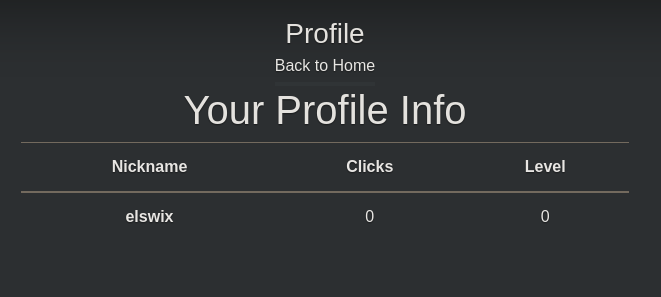 Profile
Back to Home
Your Profile Info
Nickname Clicks Level
elswix 0 0